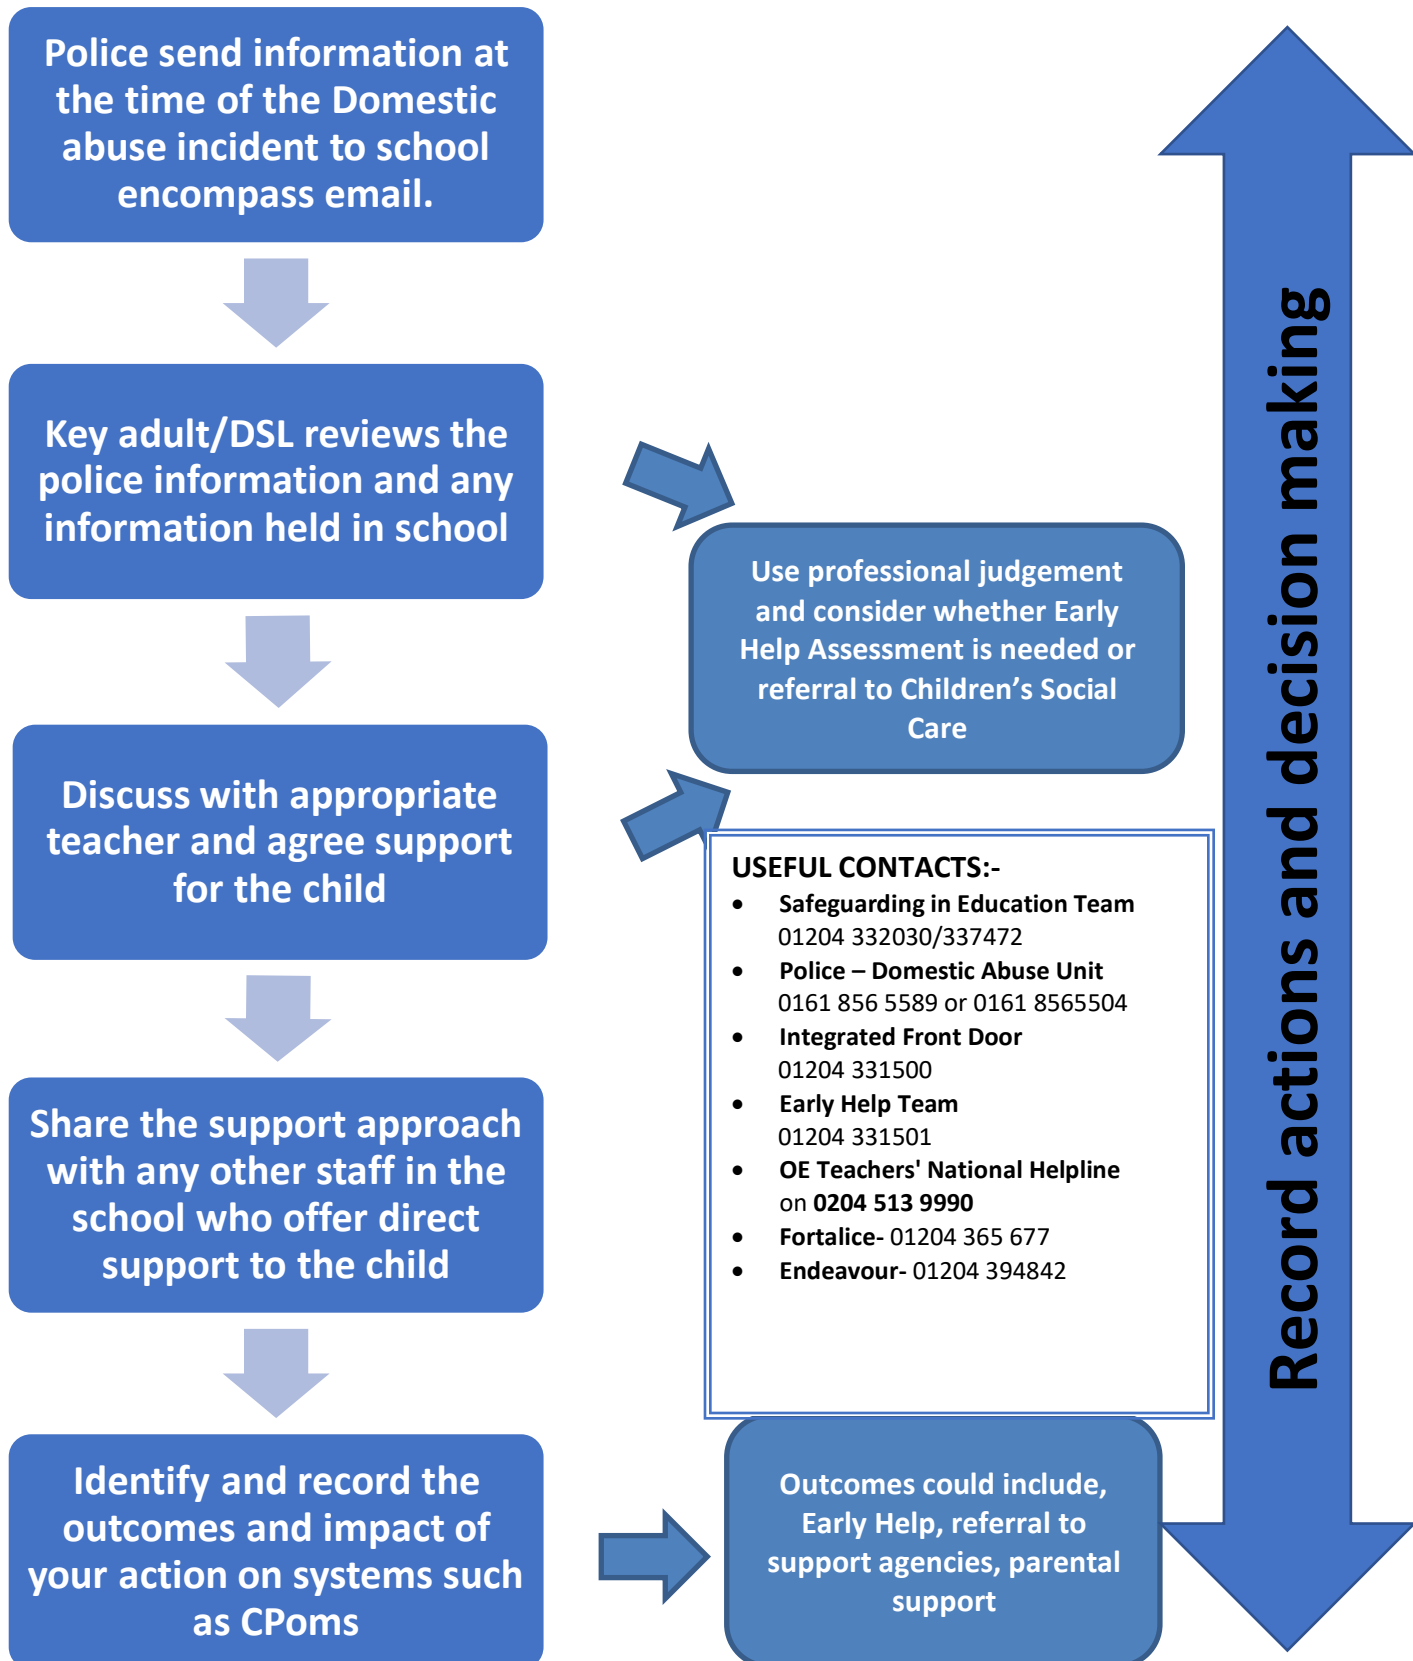 Police send information at
the time of the Domestic
abuse incident to school
encompass email.
Key adult/DSL reviews the
police information and any
information held in school
Use professional judgement
and consider whether Early
Help Assessment is needed or
referral to Children’s Social
Care
Discuss with appropriate
teacher and agree support
for the child
USEFUL CONTACTS:-
• Safeguarding in Education Team
01204 332030/337472
• Police – Domestic Abuse Unit
0161 856 5589 or 0161 8565504
• Integrated Front Door
01204 331500
• Early Help Team
01204 331501
• OE Teachers' National Helpline
on 0204 513 9990
• Fortalice- 01204 365 677
• Endeavour- 01204 394842
Share the support approach
with any other staff in the
school who offer direct
support to the child
Identify and record the
outcomes and impact of
your action on systems such
as CPoms
Outcomes could include,
Early Help, referral to
support agencies, parental
support
Record actions and decision making